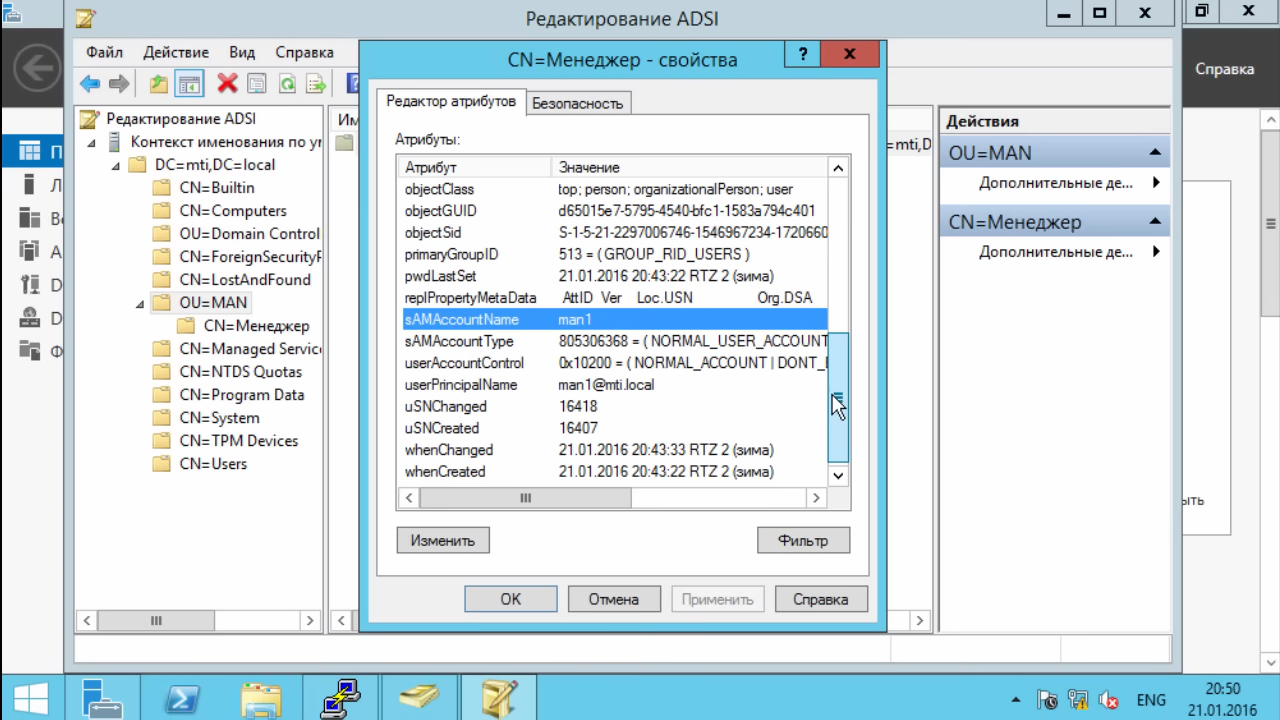 Редактирование ADSI
Справка
Файл Действие Вид Справка
CN=Менеджер - свойства
?
Редактор атрибутов Безопасность
Атрибуты:
Атрибут Значение
objectClass top; person; organizationalPerson; user
objectGUID d65015e7-5795-4540-bfc1-1583a794c401
objectSid S-1-5-21-2297006746-1546967234-1720660
primaryGroupID 513 = ( GROUP_RID_USERS )
pwdLastSet 21.01.2016 20:43:22 RTZ 2 (зима)
replPropertyMetaData AttID Ver Loc.USN Org.DSA
sAMAccountName man1
sAMAccountType 805306368 = ( NORMAL_USER_ACCOUNT
userAccountControl 0x10200 = ( NORMAL_ACCOUNT | DONT_
userPrincipalName man1@mti.local
uSNChanged 16418
uSNCreated 16407
whenChanged 21.01.2016 20:43:33 RTZ 2 (зима)
whenCreated 21.01.2016 20:43:22 RTZ 2 (зима)
Изменить Фильтр
OK Отмена Применить Справка
Редактирование ADSI
Контекст именования по у
DC=mti,DC=local
CN=Builtin
CN=Computers
OU=Domain Control
CN=ForeignSecurityP
CN=LostAndFound
OU=MAN
CN=Менеджер
CN=Managed Servic
CN=NTDS Quotas
CN=Program Data
CN=System
CN=TPM Devices
CN=Users
Им
=mti,D
Действия
OU=MAN
Дополнительные де...
CN=Менеджер
Дополнительные де...
П
Л
Вс
A
D
D
Ф
ыть
ENG
20:50
21.01.2016